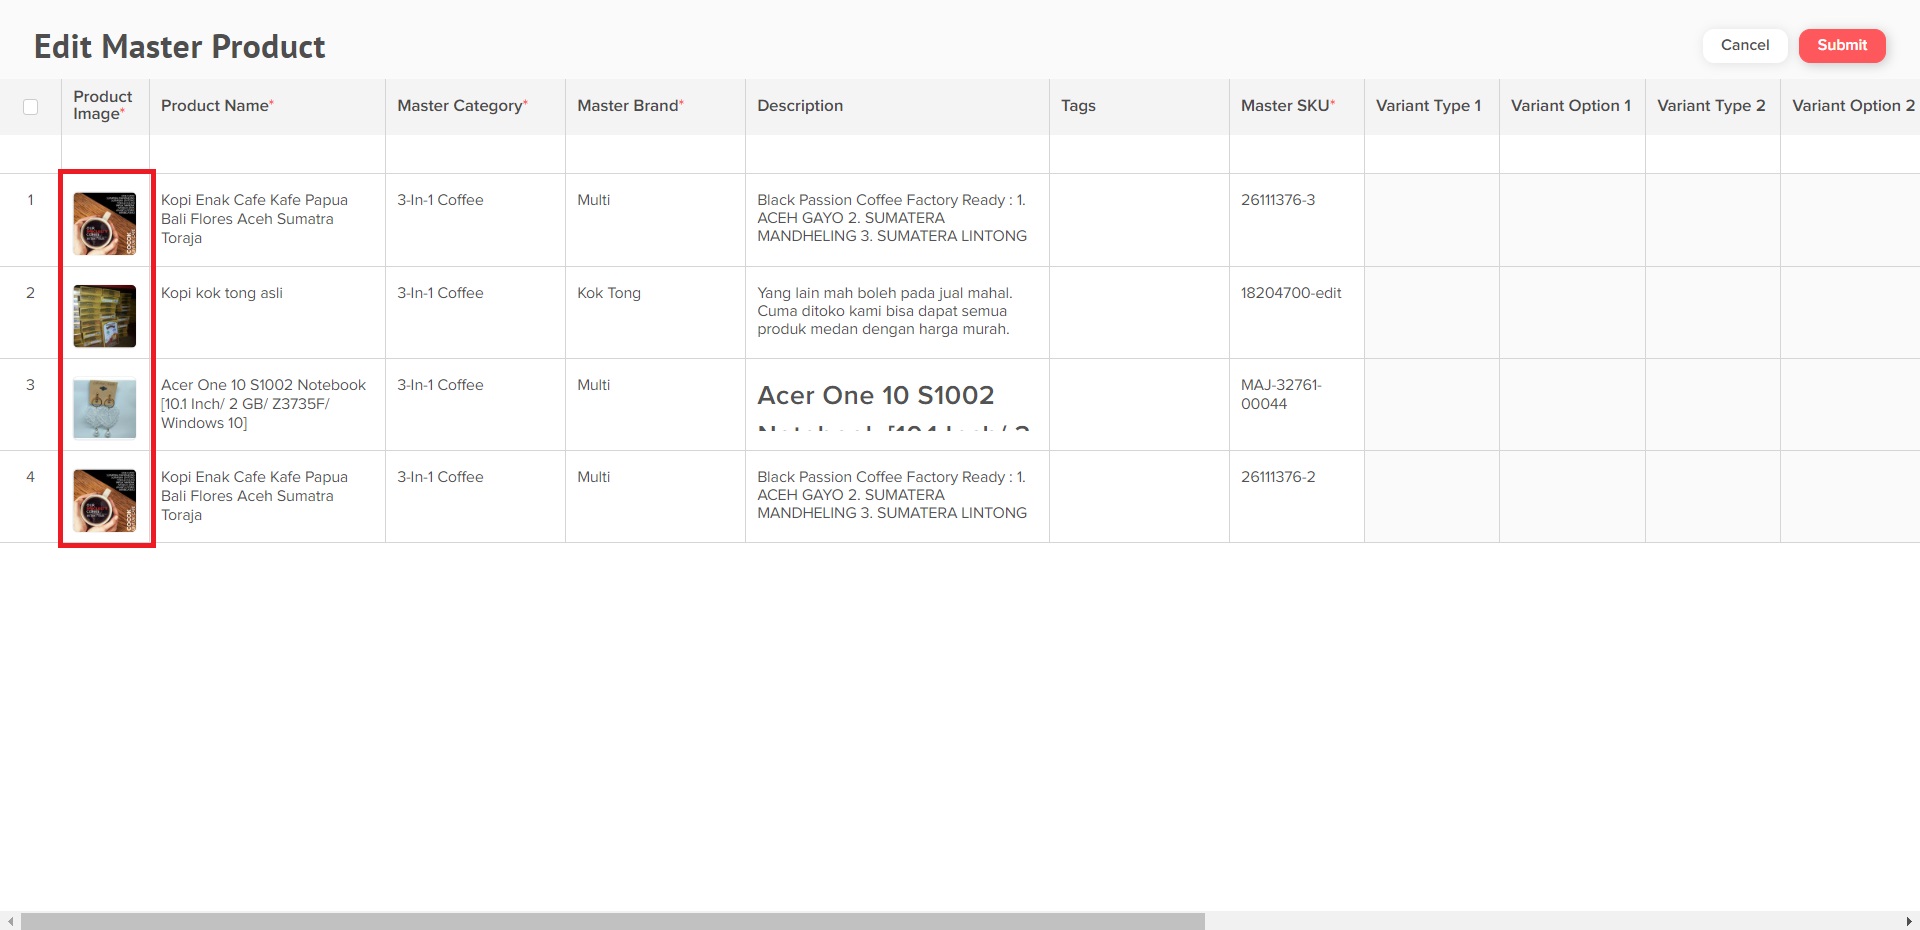 Edit Master Product
Cancel
Submit
Product
Image*
Product Name*
Master Category*
Master Brand*
Description
Tags
Master SKU*
Variant Type 1
Variant Option 1
Variant Type 2
Variant Option 2
1
Kopi Enak Cafe Kafe Papua
Bali Flores Aceh Sumatra
Toraja
3-In-1 Coffee
Multi
Black Passion Coffee Factory Ready : 1.
ACEH GAYO 2. SUMATERA
MANDHELING 3. SUMATERA LINTONG
26111376-3
2
Kopi kok tong asli
3-In-1 Coffee
Kok Tong
Yang lain mah boleh pada jual mahal.
Cuma ditoko kami bisa dapat semua
produk medan dengan harga murah.
18204700-edit
3
Acer One 10 S1002 Notebook
[10.1 Inch/ 2 GB/ Z3735F/
Windows 10]
3-In-1 Coffee
Multi
Acer One 10 S1002
Notebook [10.1 Inch/ 2
MAJ-32761-
00044
4
Kopi Enak Cafe Kafe Papua
Bali Flores Aceh Sumatra
Toraja
3-In-1 Coffee
Multi
Black Passion Coffee Factory Ready : 1.
ACEH GAYO 2. SUMATERA
MANDHELING 3. SUMATERA LINTONG
26111376-2